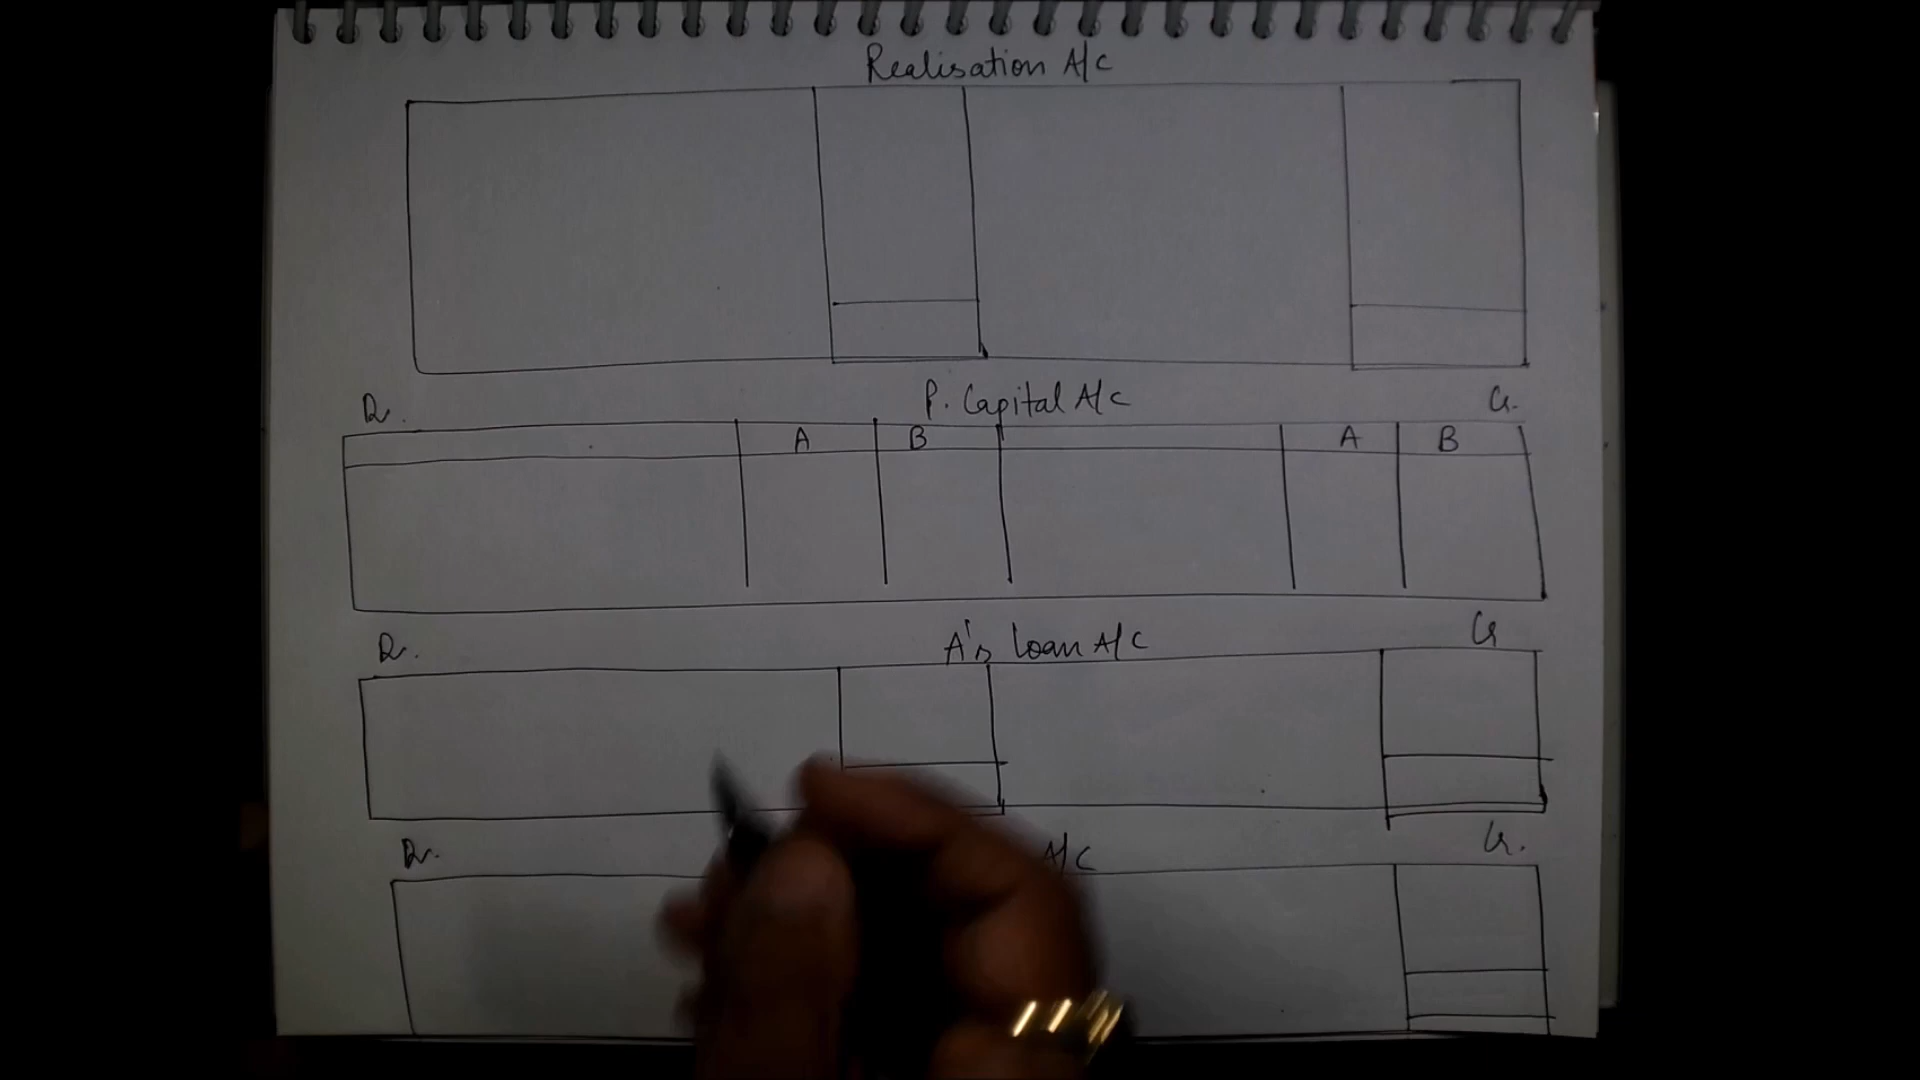 Realisation A/c
Dr. P. Capital A/c Cr.
A B A B
Dr. A's Loan A/c Cr
Dr. A/c Cr.